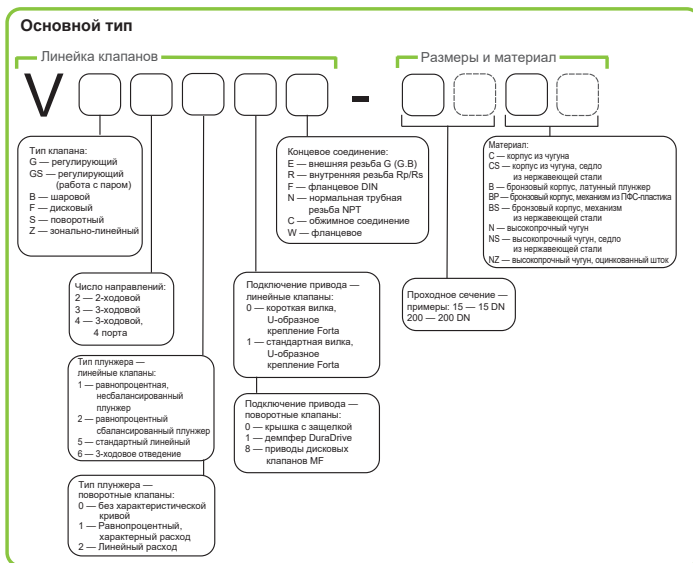 Основной тип
Линейка клапанов
Размеры и материал
V
-
Тип клапана:
G — регулирующий
GS — регулирующий
(работа с паром)
B — шаровой
F — дисковый
S — поворотный
Z — зонально-линейный
Концевое соединение:
E — внешняя резьба G (G.B)
R — внутренняя резьба Rp/Rs
F — фланцевое DIN
N — нормальная трубная
резьба NPT
C — обжимное соединение
W — фланцевое
Материал:
C — корпус из чугуна
CS — корпус из чугуна, седло
из нержавеющей стали
B — бронзовый корпус, латунный плунжер
BP — бронзовый корпус, механизм из ПФС-пластика
BS — бронзовый корпус, механизм
из нержавеющей стали
N — высокопрочный чугун
NS — высокопрочный чугун, седло
из нержавеющей стали
NZ — высокопрочный чугун, оцинкованный шток
Число направлений:
2 — 2-ходовой
3 — 3-ходовой
4 — 3-ходовой,
4 порта
Подключение привода —
линейные клапаны:
0 — короткая вилка,
U-образное
крепление Forta
1 — стандартная вилка,
U-образное
крепление Forta
Проходное сечение —
примеры: 15 — 15 DN
200 — 200 DN
Тип плунжера —
линейные клапаны:
1 — равнопроцентная,
несбалансированный
плунжер
2 — равнопроцентный
сбалансированный плунжер
5 — стандартный линейный
6 — 3-ходовое отведение
Подключение привода —
поворотные клапаны:
0 — крышка с защелкой
1 — демпфер DuraDrive
8 — приводы дисковых
клапанов MF
Тип плунжера —
поворотные клапаны:
0 — без характеристической
кривой
1 — Равнопроцентный,
характерный расход
2 — Линейный расход